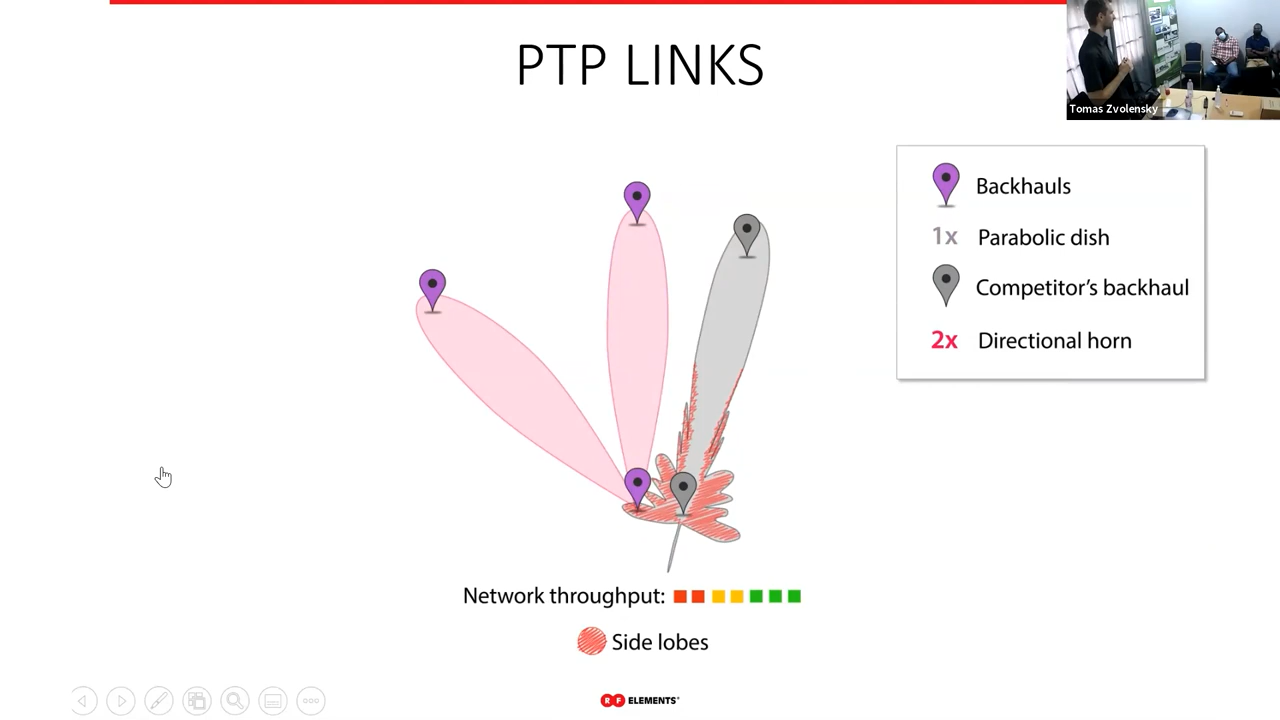 PTP LINKS
Tomas Zvolensky
Backhauls
1x Parabolic dish
Competitor's backhaul
2x Directional horn
Network throughput:
Side lobes
RF ELEMENTS®